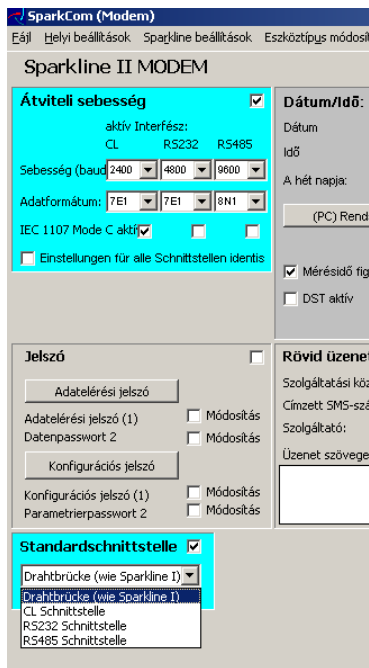 SparkCom (Modem)
Fájl Helyi beállítások Sparkline beállítások Eszköztípus módosít
Sparkline II MODEM
Átviteli sebesség
aktív Interfész:
CL RS232 RS485
Sebesség (baud 2400 4800 9600
Adatformátum: 7E1 7E1 8N1
IEC 1107 Mode C aktív
Einstellungen für alle Schnittstellen identis
Dátum/Idő:
Dátum
Idő
A hét napja:
(PC) Rend
Mérésidő fig
DST aktív
Jelszó
Adatelérési jelszó
Adatelérési jelszó (1) Módosítás
Datenpasswort 2 Módosítás
Konfigurációs jelszó
Konfigurációs jelszó (1) Módosítás
Parametrierpasswort 2 Módosítás
Rövid üzenet
Szolgáltatási köz
Címzett SMS-szá
Szolgáltató:
Üzenet szövege
Standardschnittstelle
Drahtbrücke (wie Sparkline I)
Drahtbrücke (wie Sparkline I)
CL Schnittstelle
RS232 Schnittstelle
RS485 Schnittstelle